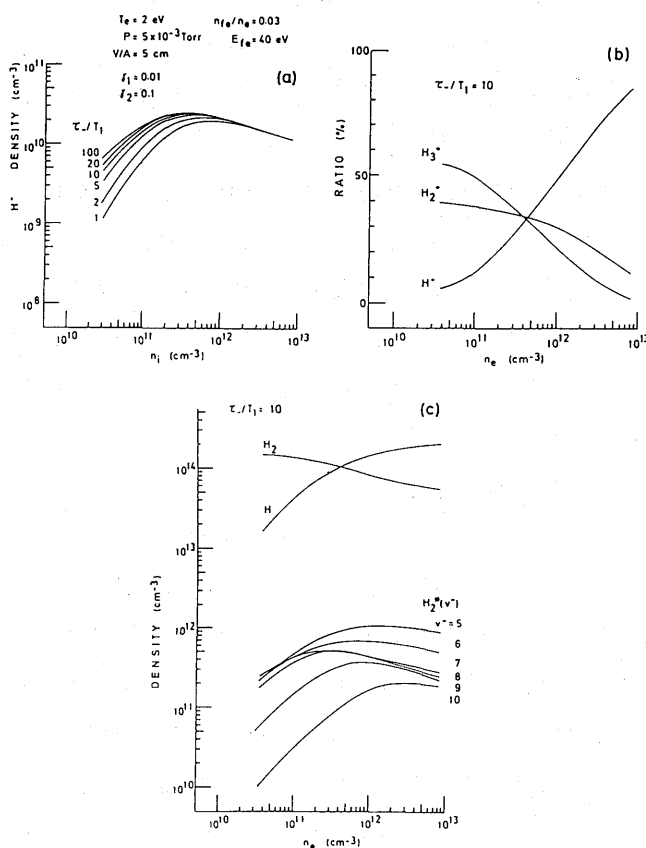 Te = 2 eV nfe/ne = 0.03
P = 5×10⁻³ Torr Efe = 40 eV
V/A = 5 cm
(a)
γ1 = 0.01
γ2 = 0.1
τ-/T1
100
20
10
5
2
1
H⁻ DENSITY (cm⁻³)
10¹¹
10¹⁰
10⁹
10⁸
10¹⁰ 10¹¹ 10¹² 10¹³
ni (cm⁻³)
(b)
τ-/T1 = 10
RATIO (%)
100
50
0
H3⁺
H2⁺
H⁺
10¹⁰ 10¹¹ 10¹² 10¹³
ne (cm⁻³)
(c)
τ-/T1 = 10
DENSITY (cm⁻³)
10¹⁴
10¹³
10¹²
10¹¹
10¹⁰
H2
H
H2*(v")
v" = 5
6
7
8
9
10
10¹⁰ 10¹¹ 10¹² 10¹³
ne (cm⁻³)